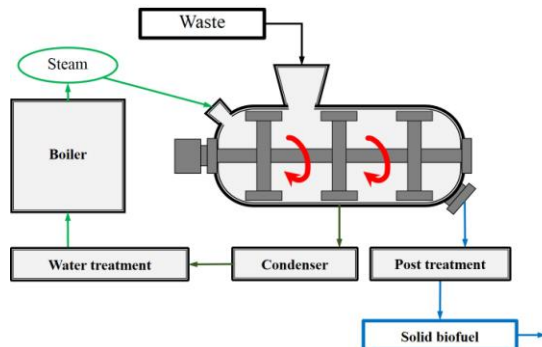 Waste
Steam
Boiler
Water treatment
Condenser
Post treatment
Solid biofuel